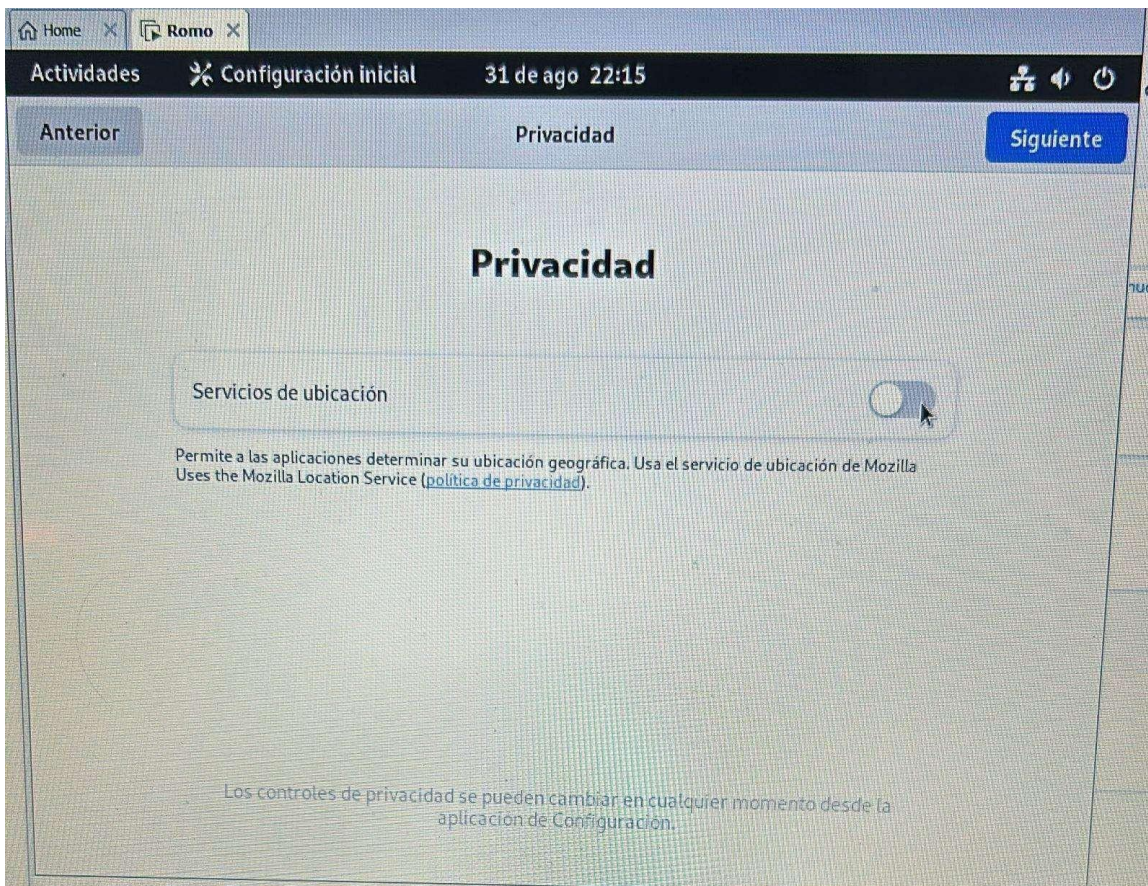 Home
Romo
Actividades
Configuración inicial
31 de ago 22:15
Anterior
Privacidad
Siguiente
Privacidad
Servicios de ubicación
Permite a las aplicaciones determinar su ubicación geográfica. Usa el servicio de ubicación de Mozilla
Uses the Mozilla Location Service (política de privacidad).
Los controles de privacidad se pueden cambiar en cualquier momento desde la
aplicación de Configuración.